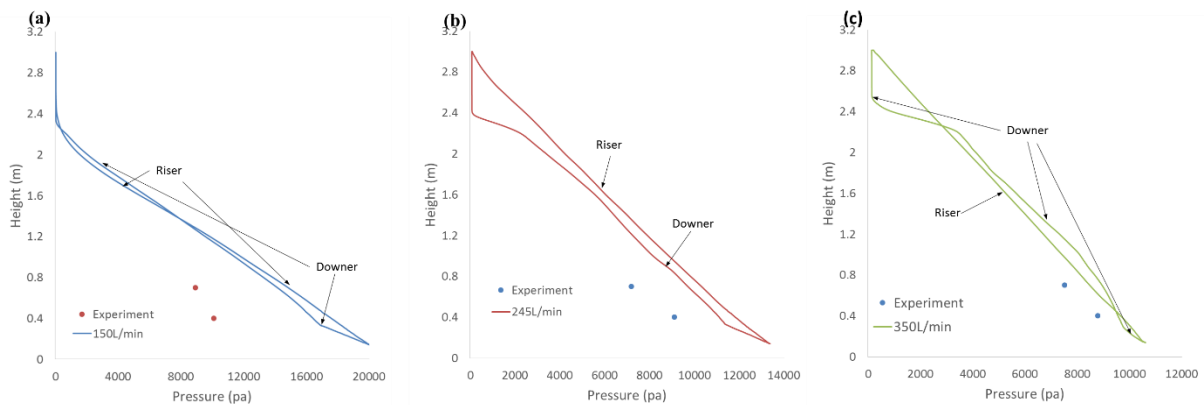 (a)
3.2
2.8
2.4
2
1.6
1.2
0.8
0.4
0
Height (m)
Riser
Downer
Experiment
150L/min
0 4000 8000 12000 16000 20000
Pressure (pa)
(b)
3.2
2.8
2.4
2
1.6
1.2
0.8
0.4
0
Height (m)
Riser
Downer
Experiment
245L/min
0 2000 4000 6000 8000 10000 12000 14000
Pressure (pa)
(c)
3.2
2.8
2.4
2
1.6
1.2
0.8
0.4
0
Height (m)
Downer
Riser
Experiment
350L/min
0 2000 4000 6000 8000 10000 12000
Pressure (pa)